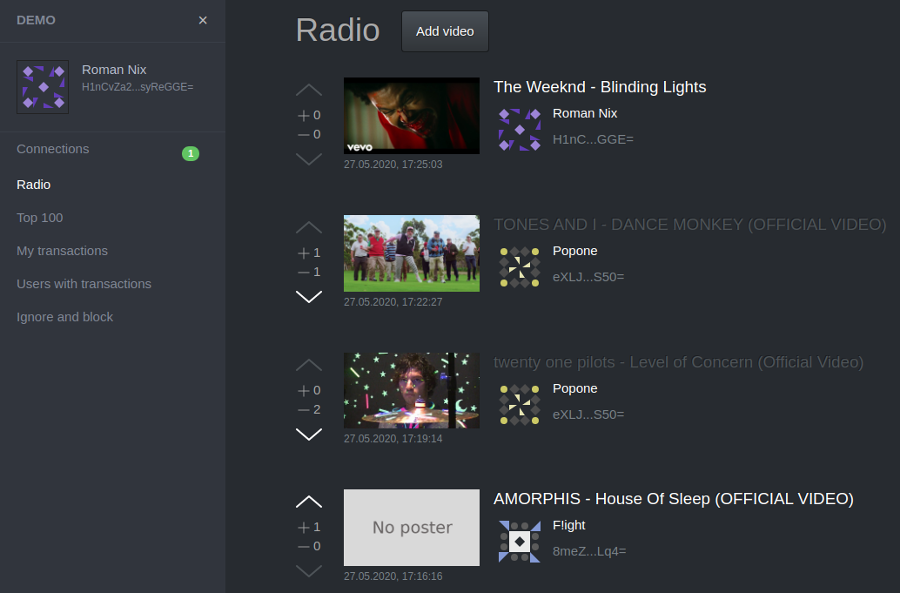 DEMO ×
Roman Nix
H1nCvZa2...syReGGE=
Connections 1
Radio
Top 100
My transactions
Users with transactions
Ignore and block
Radio Add video
+ 0
— 0
vevo
27.05.2020, 17:25:03
The Weeknd - Blinding Lights
Roman Nix
H1nC...GGE=
+ 1
— 1
27.05.2020, 17:22:27
TONES AND I - DANCE MONKEY (OFFICIAL VIDEO)
Popone
eXLJ...S50=
+ 0
— 2
27.05.2020, 17:19:14
twenty one pilots - Level of Concern (Official Video)
Popone
eXLJ...S50=
+ 1
— 0
No poster
27.05.2020, 17:16:16
AMORPHIS - House Of Sleep (OFFICIAL VIDEO)
F!ight
8meZ...Lq4=